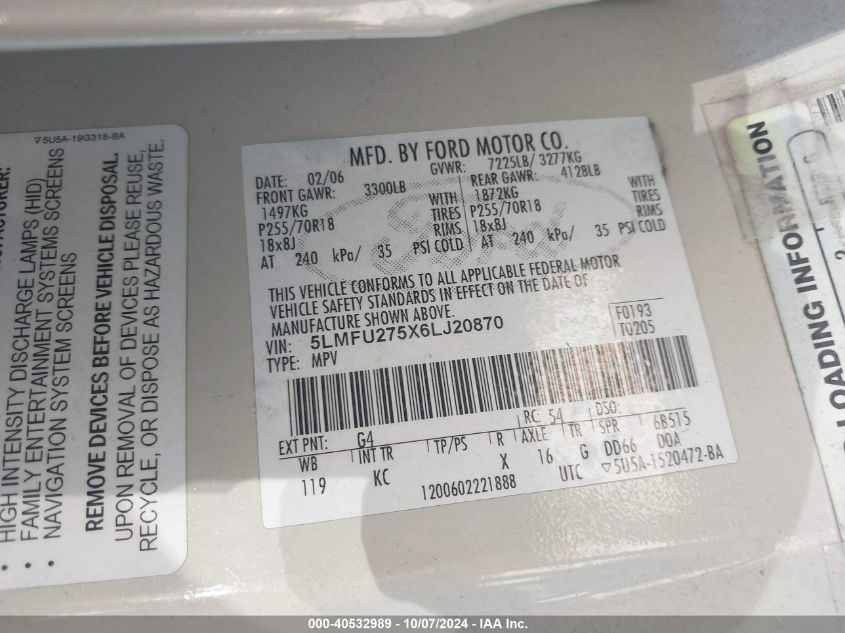 ▽5U5A-19G318-BA
HIGH INTENSITY DISCHARGE LAMPS (HID)
FAMILY ENTERTAINMENT SYSTEMS SCREENS
NAVIGATION SYSTEM SCREENS
REMOVE DEVICES BEFORE VEHICLE DISPOSAL.
UPON REMOVAL OF DEVICES PLEASE REUSE,
RECYCLE, OR DISPOSE AS HAZARDOUS WASTE.
MFD. BY FORD MOTOR CO.
DATE: 02/06 GVWR: 7225LB/ 3277KG
FRONT GAWR: 3300LB REAR GAWR: 4128LB
1497KG WITH 1872KG WITH
P255/70R18 TIRES P255/70R18 TIRES
18x8J RIMS 18x8J RIMS
AT 240 kPa/ 35 PSI COLD AT 240 kPa/ 35 PSI COLD
THIS VEHICLE CONFORMS TO ALL APPLICABLE FEDERAL MOTOR
VEHICLE SAFETY STANDARDS IN EFFECT ON THE DATE OF
MANUFACTURE SHOWN ABOVE.
VIN: 5LMFU275X6LJ20870 F0193
TYPE: MPV T0205
RC: 54 DSO:
EXT PNT: G4 6B515
WB INT TR TP/PS R AXLE TR SPR DOA
119 KC X 16 G DD66
1200602221888 UTC ▽5U5A-1520472-BA
LOADING INFORMATION
000-40532989 - 10/07/2024 - IAA Inc.